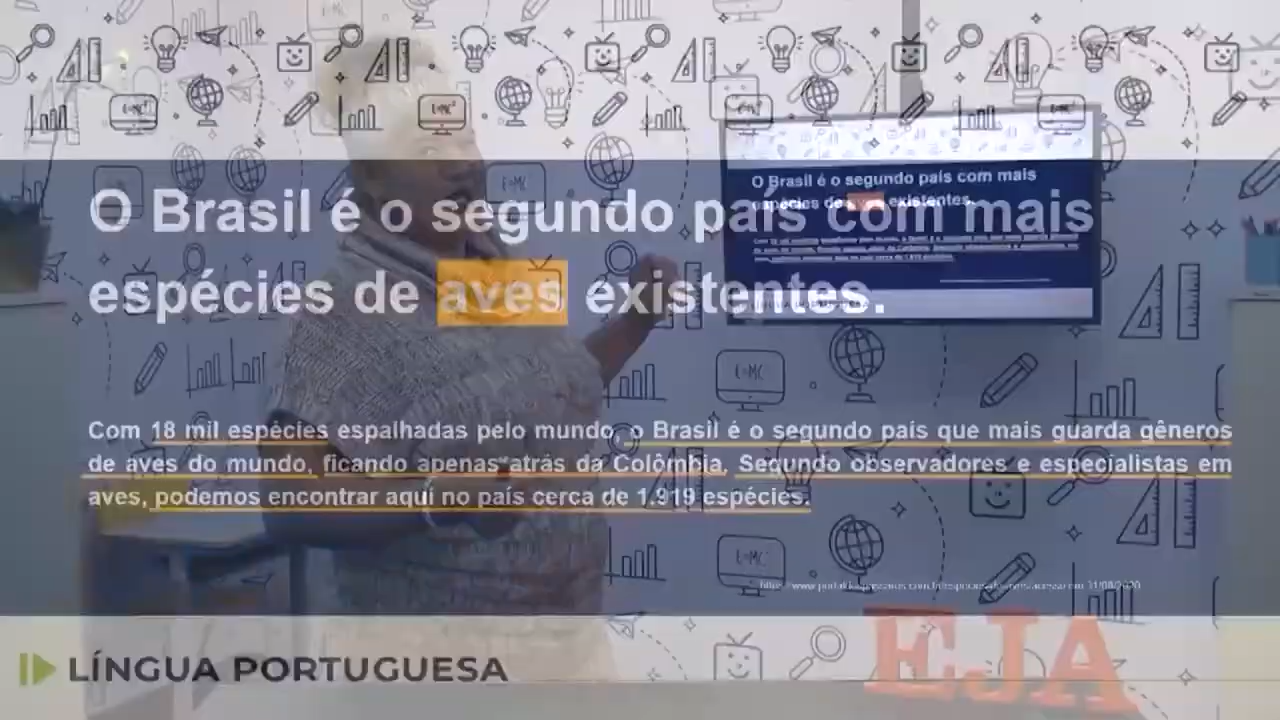 O Brasil é o segundo país com mais
espécies de aves existentes.
O Brasil é o segundo país com mais
espécies de aves existentes.
Com 18 mil espécies espalhadas pelo mundo, o Brasil é o segundo país que mais guarda gêneros
de aves do mundo, ficando apenas atrás da Colômbia. Segundo observadores e especialistas em
aves, podemos encontrar aqui no país cerca de 1.919 espécies.
EJA
LÍNGUA PORTUGUESA